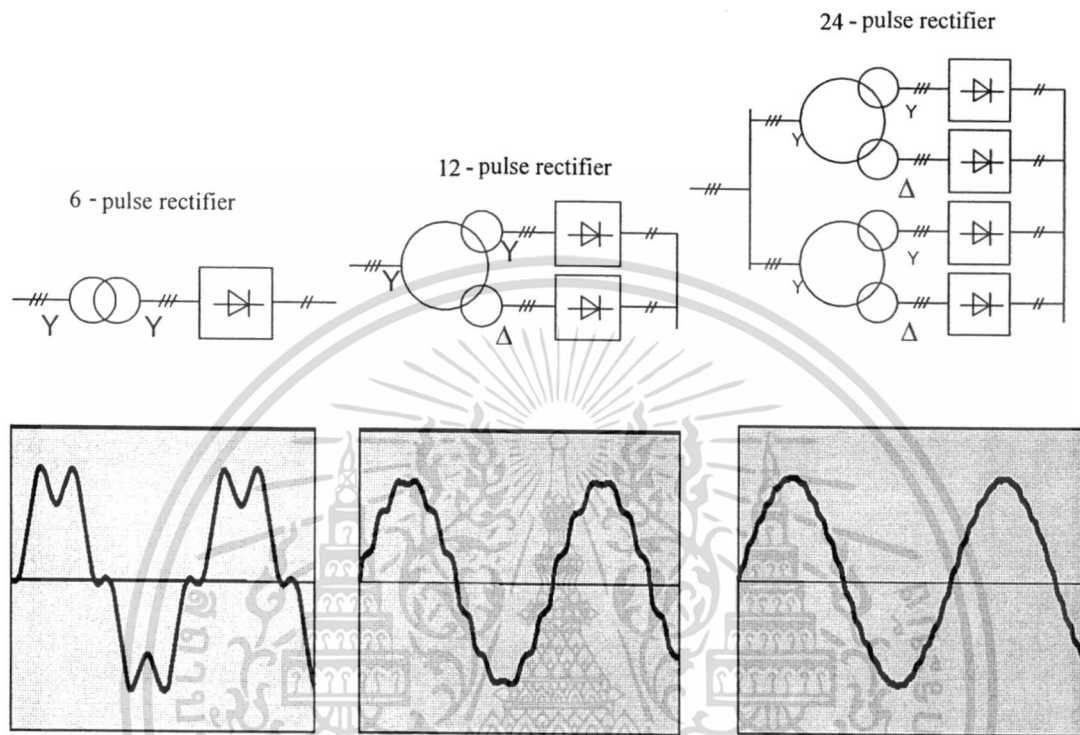 24 - pulse rectifier
12 - pulse rectifier
6 - pulse rectifier
Y
Y
Y
Y
Δ
Y
Y
Δ
Y
Y
Δ